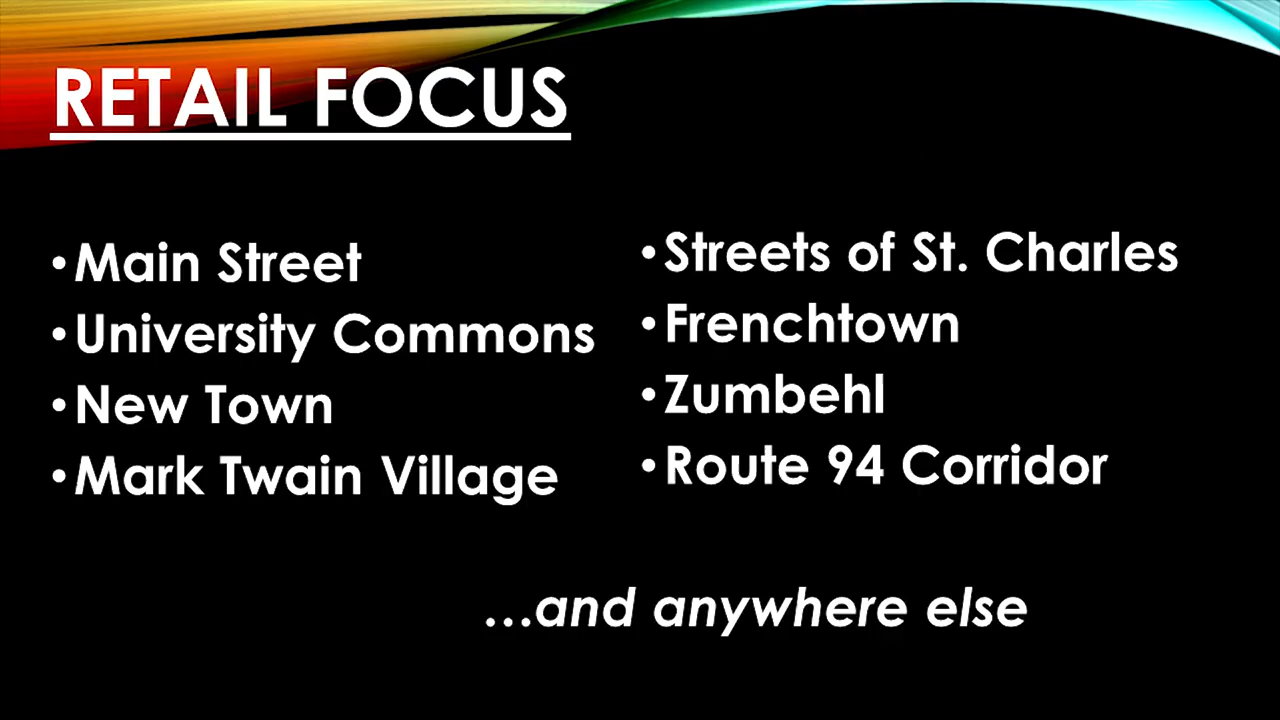 RETAIL FOCUS
•Main Street
•University Commons
•New Town
•Mark Twain Village
•Streets of St. Charles
•Frenchtown
•Zumbehl
•Route 94 Corridor
...and anywhere else